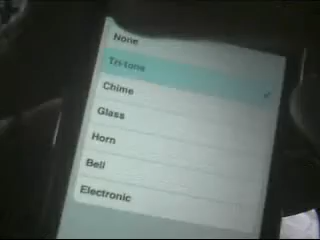 None
Tri-tone
Chime
Glass
Horn
Bell
Electronic